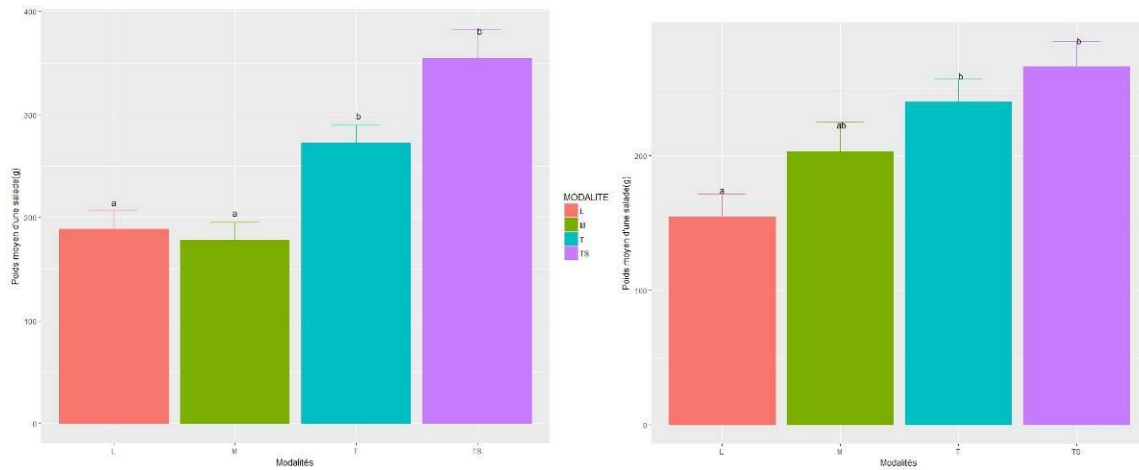 400
300
200
100
0
Poids moyen d'une salade(g)
a
a
b
b
L
M
T
TS
Modalités
MODALITE
L
M
T
TS
200
100
0
Poids moyen d'une salade(g)
a
ab
b
b
L
M
T
TS
Modalités